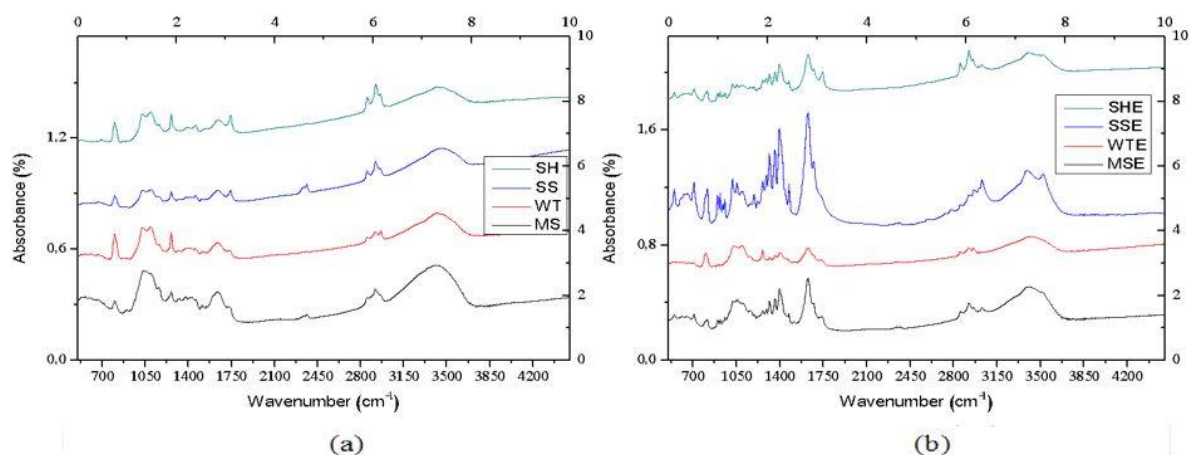 0 2 4 6 8 10
0 2 4 6 8 10
1.2
0.6
0.0
Absorbance (%)
10
8
6
4
2
0
SH
SS
WT
MS
700 1050 1400 1750 2100 2450 2800 3150 3500 3850 4200
Wavenumber (cm⁻¹)
(a)
1.6
0.8
0.0
Absorbance (%)
10
8
6
4
2
0
SHE
SSE
WTE
MSE
700 1050 1400 1750 2100 2450 2800 3150 3500 3850 4200
Wavenumber (cm⁻¹)
(b)